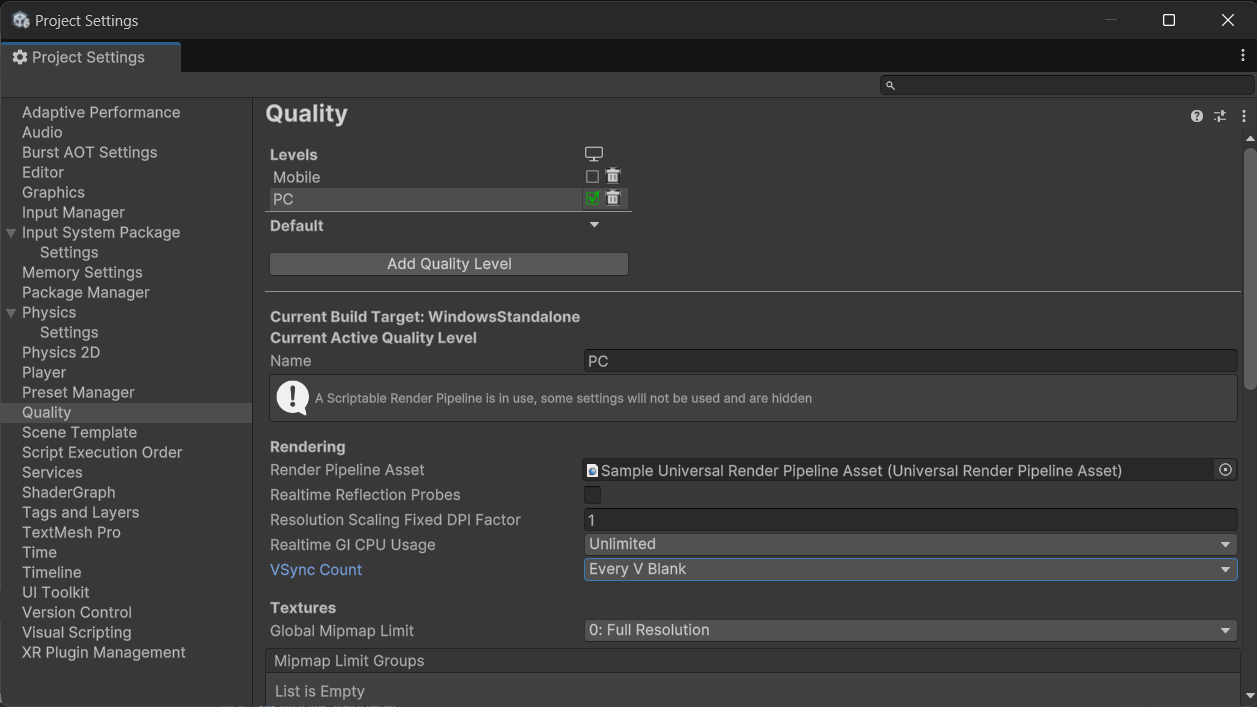 Project Settings
Project Settings
Adaptive Performance
Audio
Burst AOT Settings
Editor
Graphics
Input Manager
Input System Package
Settings
Memory Settings
Package Manager
Physics
Settings
Physics 2D
Player
Preset Manager
Quality
Scene Template
Script Execution Order
Services
ShaderGraph
Tags and Layers
TextMesh Pro
Time
Timeline
UI Toolkit
Version Control
Visual Scripting
XR Plugin Management
Quality
Levels
Mobile
PC
Default
Add Quality Level
Current Build Target: WindowsStandalone
Current Active Quality Level
Name PC
A Scriptable Render Pipeline is in use, some settings will not be used and are hidden
Rendering
Render Pipeline Asset Sample Universal Render Pipeline Asset (Universal Render Pipeline Asset)
Realtime Reflection Probes
Resolution Scaling Fixed DPI Factor 1
Realtime GI CPU Usage Unlimited
VSync Count Every V Blank
Textures
Global Mipmap Limit 0: Full Resolution
Mipmap Limit Groups
List is Empty